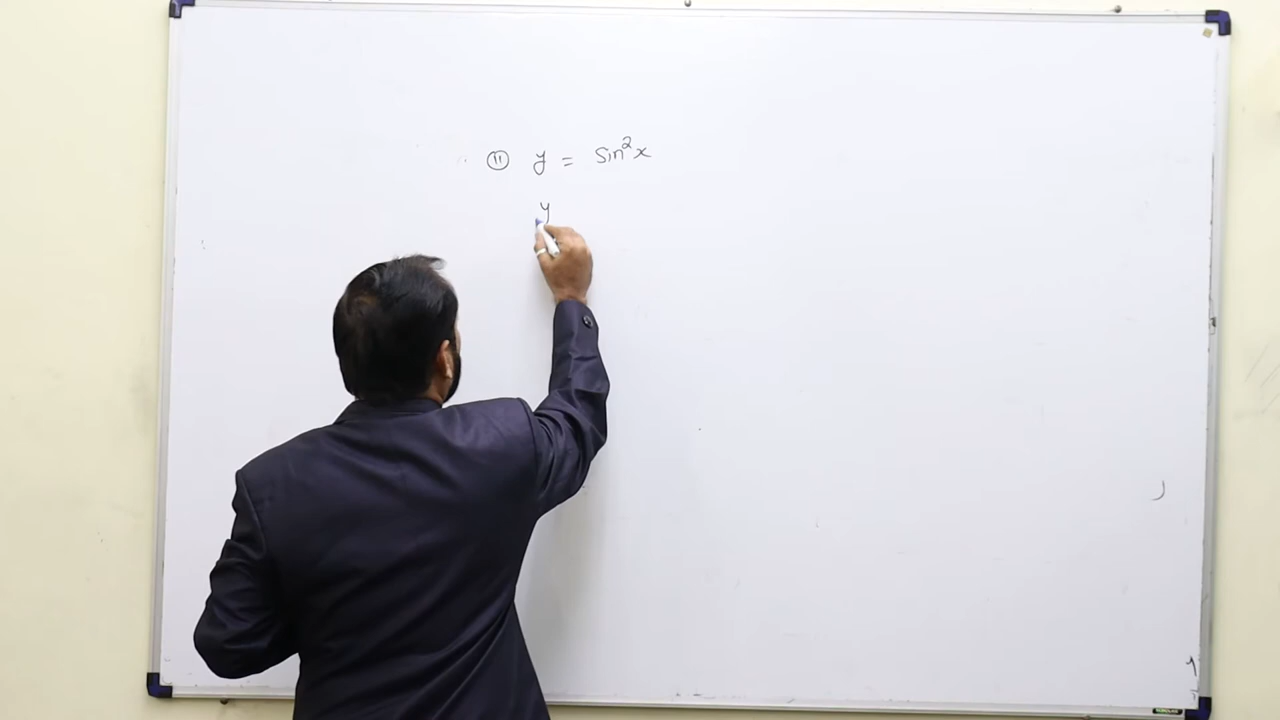 ⑪ y = sin²x
y